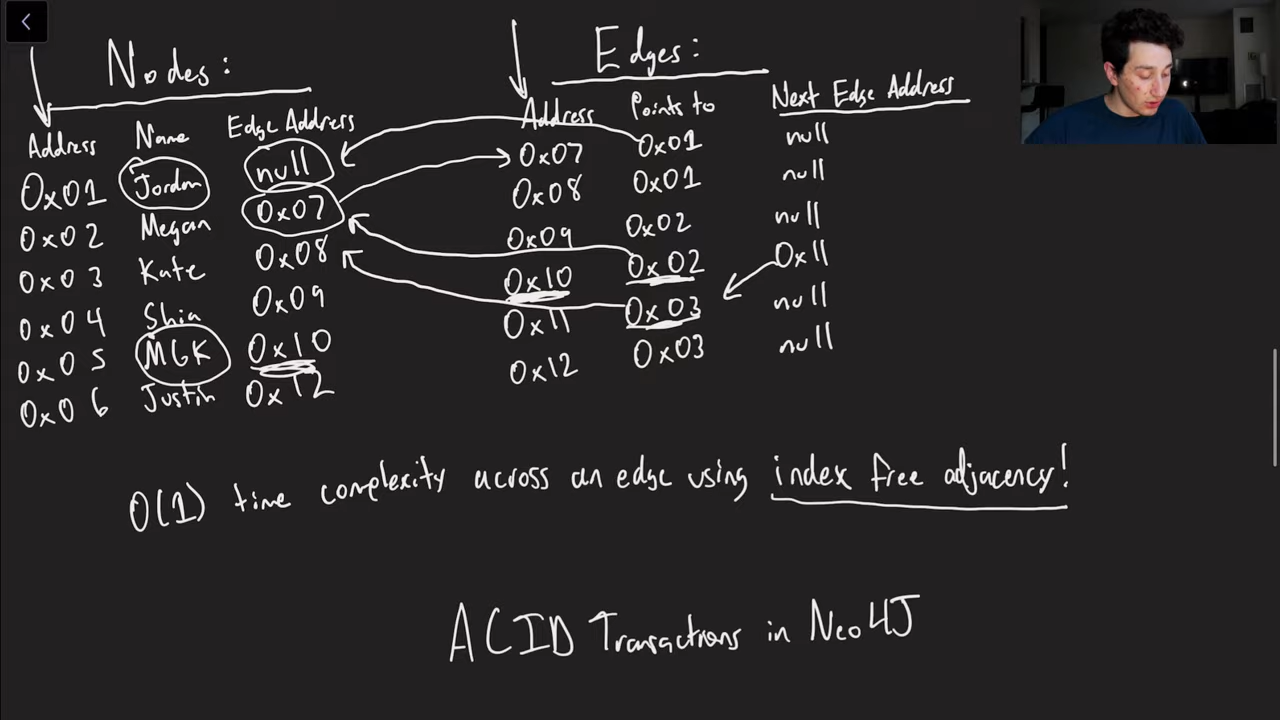 Nodes:
Edges:
Address Name Edge Address
Address Points to Next Edge Address
0x01 Jordan null
0x02 Megan 0x07
0x03 Kate 0x08
0x04 Shia 0x09
0x05 MGK 0x10
0x06 Justin 0x12
0x07 0x01 null
0x08 0x01 null
0x09 0x02 null
0x10 0x02 0x11
0x11 0x03 null
0x12 0x03 null
O(1) time complexity across an edge using index free adjacency!
ACID Transactions in Neo4J